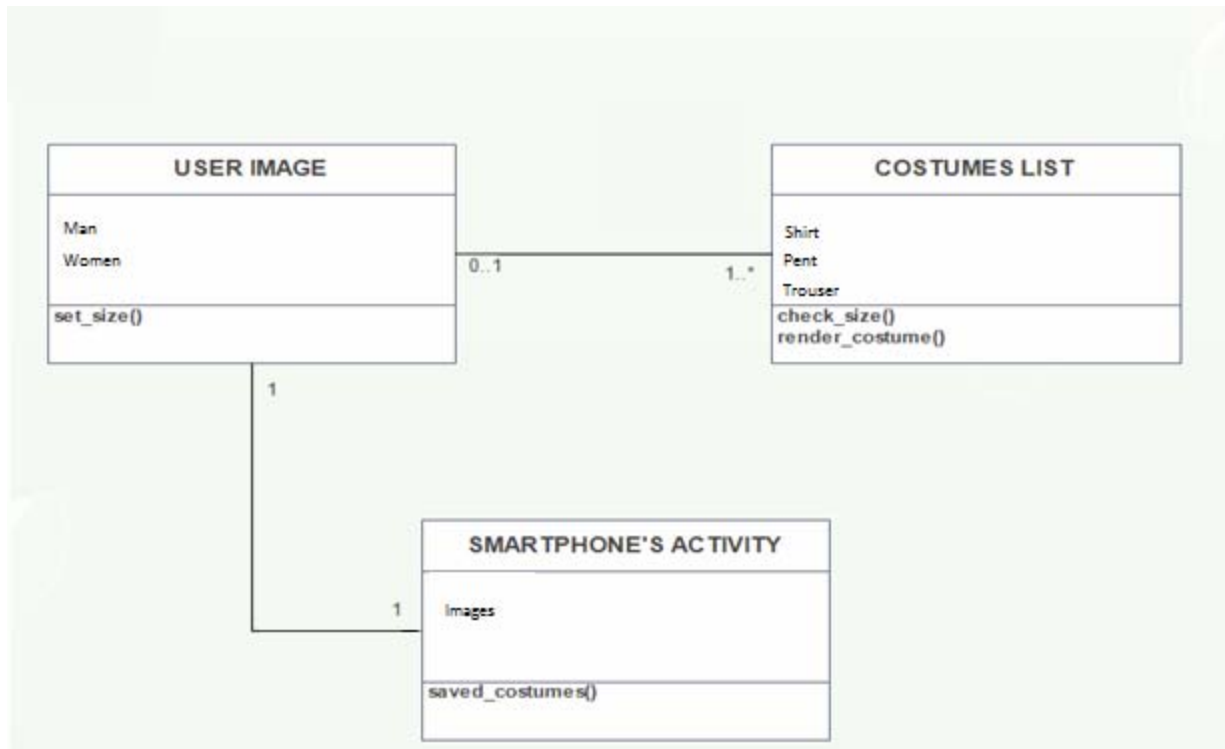 USER IMAGE
Man
Women
set_size()
0..1
1..*
COSTUMES LIST
Shirt
Pent
Trouser
check_size()
render_costume()
1
1
SMARTPHONE'S ACTIVITY
Images
saved_costumes()